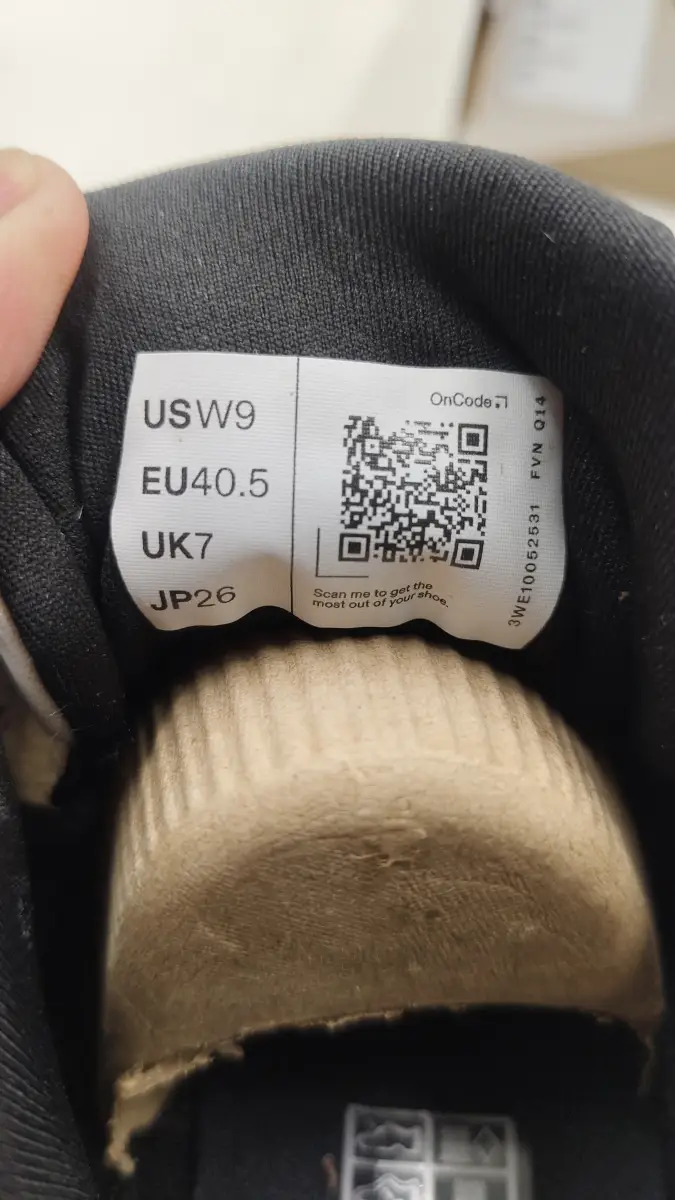 USW9
EU40.5
UK7
JP26
OnCode
Scan me to get the
most out of your shoe.
3WE10052531 FVN Q14